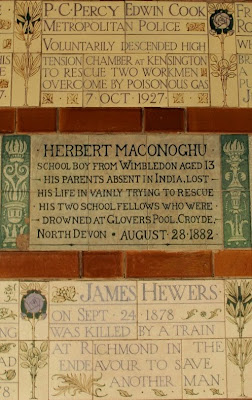 P·C·PERCY EDWIN COOK
METROPOLITAN POLICE
VOLUNTARILY DESCENDED HIGH
TENSION CHAMBER AT KENSINGTON
TO RESCUE TWO WORKMEN
OVERCOME BY POISONOUS GAS
7 OCT 1927
HERBERT MACONOGHU
SCHOOL BOY FROM WIMBLEDON AGED 13
HIS PARENTS ABSENT IN INDIA, LOST
HIS LIFE IN VAINLY TRYING TO RESCUE
HIS TWO SCHOOL FELLOWS WHO WERE
DROWNED AT GLOVERS POOL, CROYDE,
NORTH DEVON · AUGUST · 28 · 1882
JAMES HEWERS
ON SEPT 24 1878
WAS KILLED BY A TRAIN
AT RICHMOND IN THE
ENDEAVOUR TO SAVE
ANOTHER MAN